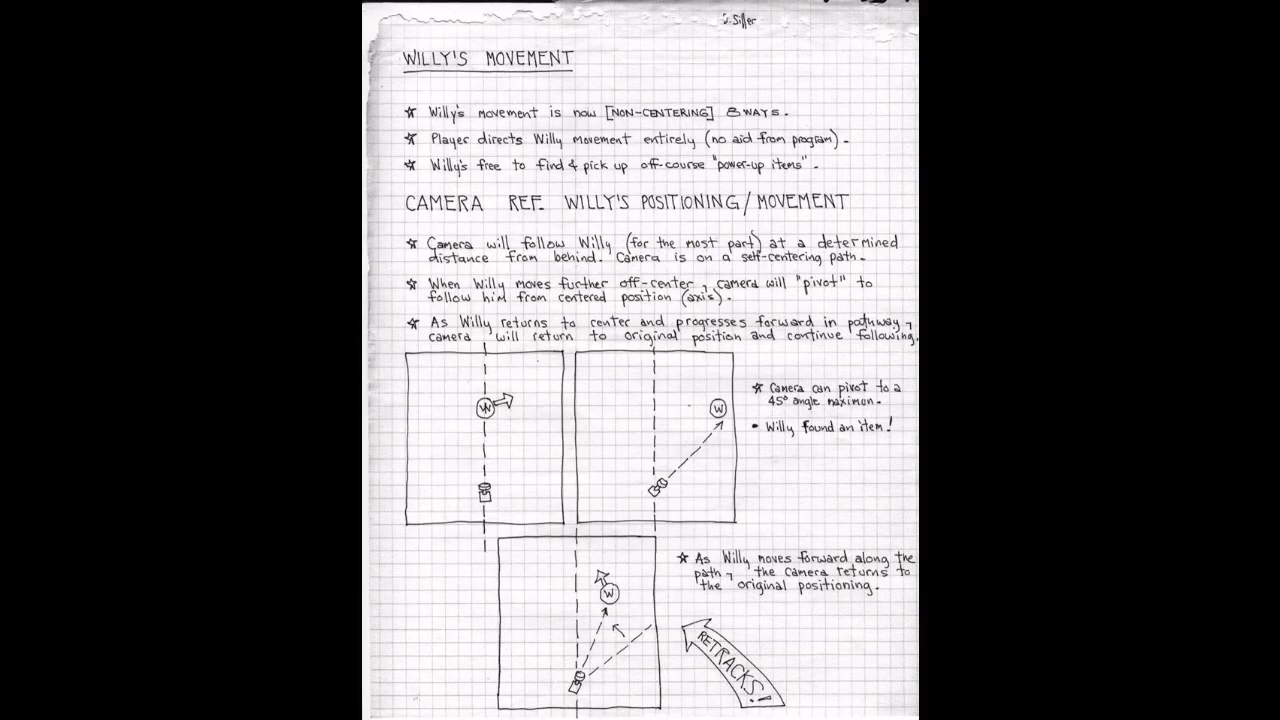 J. Siller
WILLY'S MOVEMENT
☆ Willy's movement is now [NON-CENTERING] 8 WAYS.
☆ Player directs Willy movement entirely (no aid from program).
☆ Willy's free to find & pick up off-course "power-up items".
CAMERA REF. WILLY'S POSITIONING/MOVEMENT
☆ Camera will follow Willy (for the most part) at a determined
distance from behind. Camera is on a self-centering path.
☆ When Willy moves further off-center, camera will "pivot" to
follow him from centered position (axis).
☆ As Willy returns to center and progresses forward in pathway,
camera will return to original position and continue following.
W
W
☆ Camera can pivot to a
45° angle maximun.
• Willy found an item!
W
☆ As Willy moves forward along the
path, the camera returns to
the original positioning.
RETRACKS!